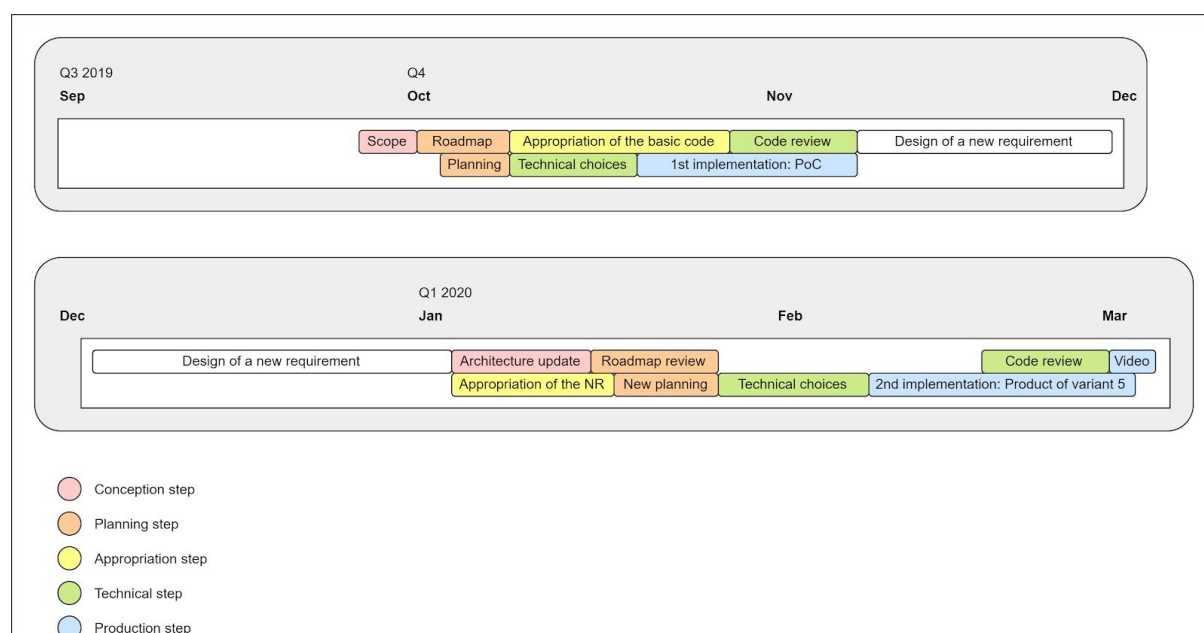 Q3 2019 Q4
Sep Oct Nov Dec
Scope Roadmap Appropriation of the basic code Code review Design of a new requirement
Planning Technical choices 1st implementation: PoC
Q1 2020
Dec Jan Feb Mar
Design of a new requirement Architecture update Roadmap review Code review Video
Appropriation of the NR New planning Technical choices 2nd implementation: Product of variant 5
Conception step
Planning step
Appropriation step
Technical step
Production step